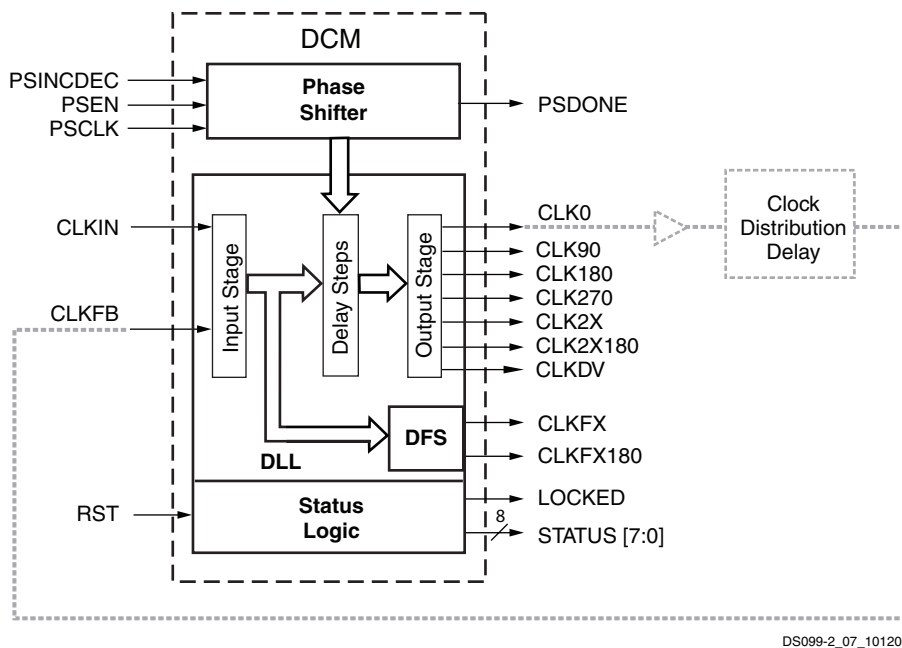 DCM
PSINCDEC
PSEN
PSCLK
Phase
Shifter
PSDONE
CLKIN
CLKFB
Input Stage
Delay Steps
Output Stage
CLK0
CLK90
CLK180
CLK270
CLK2X
CLK2X180
CLKDV
Clock
Distribution
Delay
DFS
CLKFX
CLKFX180
DLL
RST
Status
Logic
LOCKED
8
STATUS [7:0]
DS099-2_07_10120